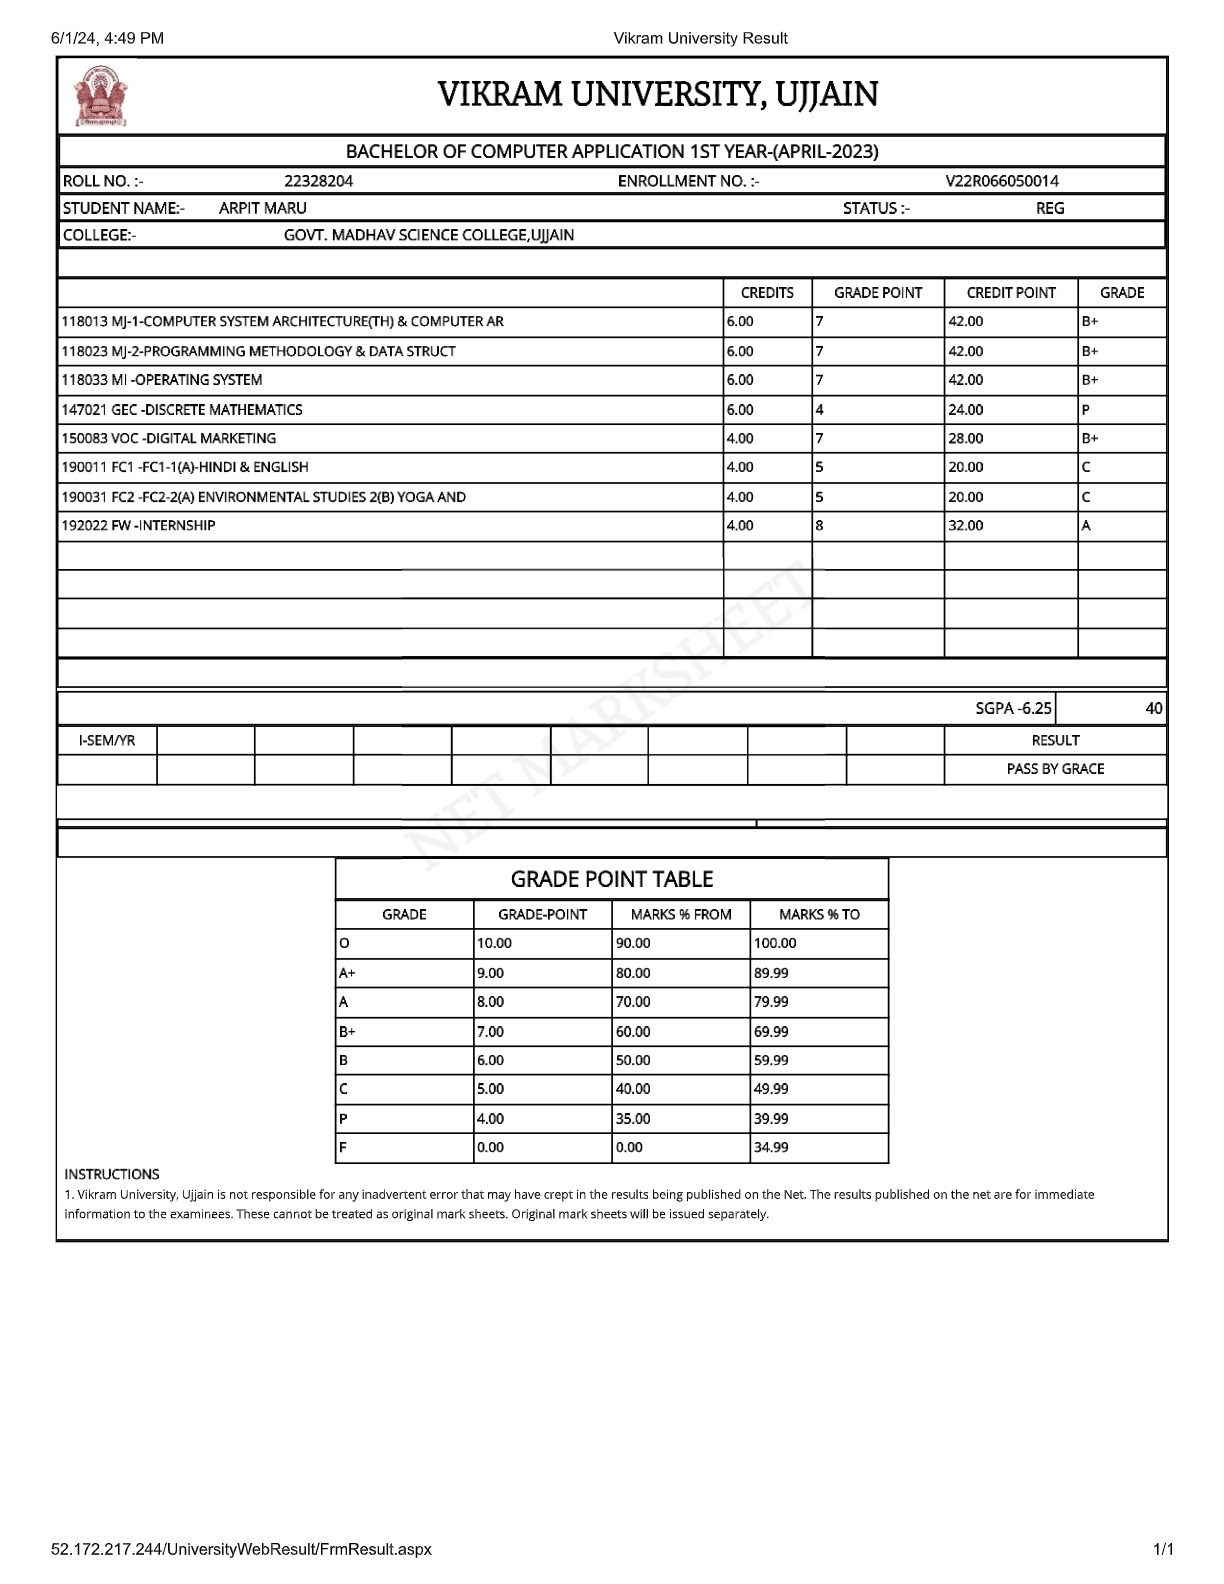 6/1/24, 4:49 PM Vikram University Result
VIKRAM UNIVERSITY, UJJAIN
BACHELOR OF COMPUTER APPLICATION 1ST YEAR-(APRIL-2023)
ROLL NO. :- 22328204 ENROLLMENT NO. :- V22R066050014
STUDENT NAME:- ARPIT MARU STATUS :- REG
COLLEGE:- GOVT. MADHAV SCIENCE COLLEGE,UJJAIN
CREDITS GRADE POINT CREDIT POINT GRADE
118013 MJ-1-COMPUTER SYSTEM ARCHITECTURE(TH) & COMPUTER AR 6.00 7 42.00 B+
118023 MJ-2-PROGRAMMING METHODOLOGY & DATA STRUCT 6.00 7 42.00 B+
118033 MI -OPERATING SYSTEM 6.00 7 42.00 B+
147021 GEC -DISCRETE MATHEMATICS 6.00 4 24.00 P
150083 VOC -DIGITAL MARKETING 4.00 7 28.00 B+
190011 FC1 -FC1-1(A)-HINDI & ENGLISH 4.00 5 20.00 C
190031 FC2 -FC2-2(A) ENVIRONMENTAL STUDIES 2(B) YOGA AND 4.00 5 20.00 C
192022 FW -INTERNSHIP 4.00 8 32.00 A
NET MARKSHEET
SGPA -6.25 40
I-SEM/YR RESULT
PASS BY GRACE
GRADE POINT TABLE
GRADE GRADE-POINT MARKS % FROM MARKS % TO
O 10.00 90.00 100.00
A+ 9.00 80.00 89.99
A 8.00 70.00 79.99
B+ 7.00 60.00 69.99
B 6.00 50.00 59.99
C 5.00 40.00 49.99
P 4.00 35.00 39.99
F 0.00 0.00 34.99
INSTRUCTIONS
1. Vikram University, Ujjain is not responsible for any inadvertent error that may have crept in the results being published on the Net. The results published on the net are for immediate
information to the examinees. These cannot be treated as original mark sheets. Original mark sheets will be issued separately.
52.172.217.244/UniversityWebResult/FrmResult.aspx 1/1